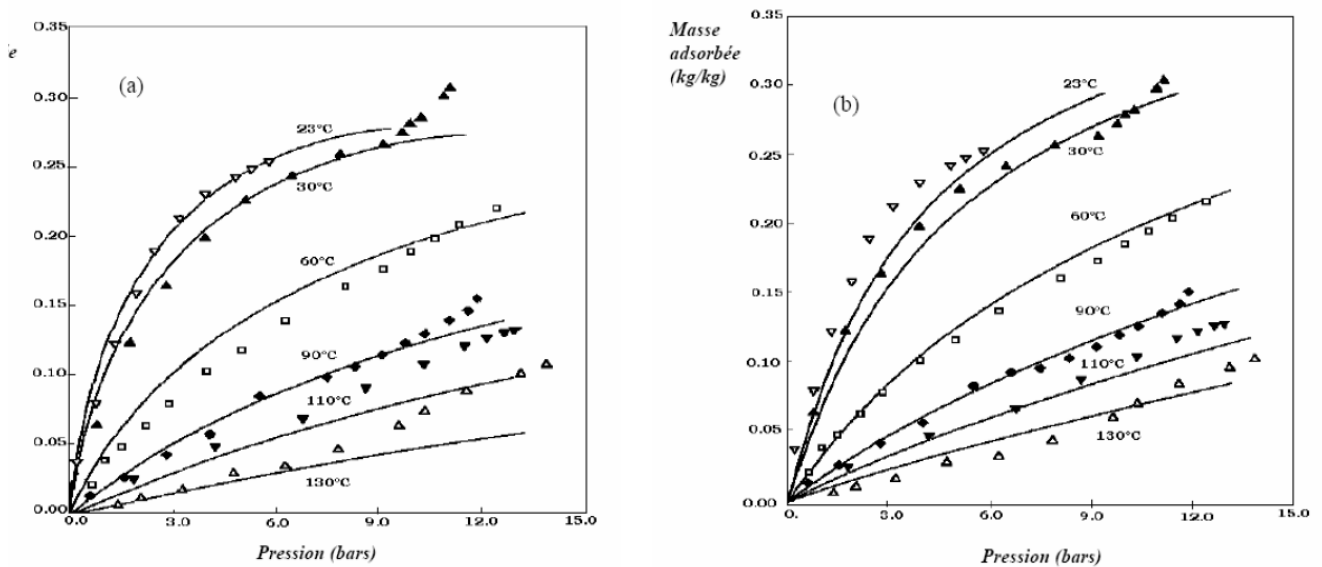 0.35
e
(a)
0.30
23°C
0.25
30°C
0.20
60°C
0.15
90°C
0.10
110°C
0.05
130°C
0.00
0.0 3.0 6.0 9.0 12.0 15.0
Pression (bars)
0.35
Masse
adsorbée
(kg/kg)
(b)
0.30
23°C
0.25
30°C
0.20
60°C
0.15
90°C
0.10
110°C
0.05
130°C
0.00
0. 3.0 6.0 9.0 12.0 15.0
Pression (bars)